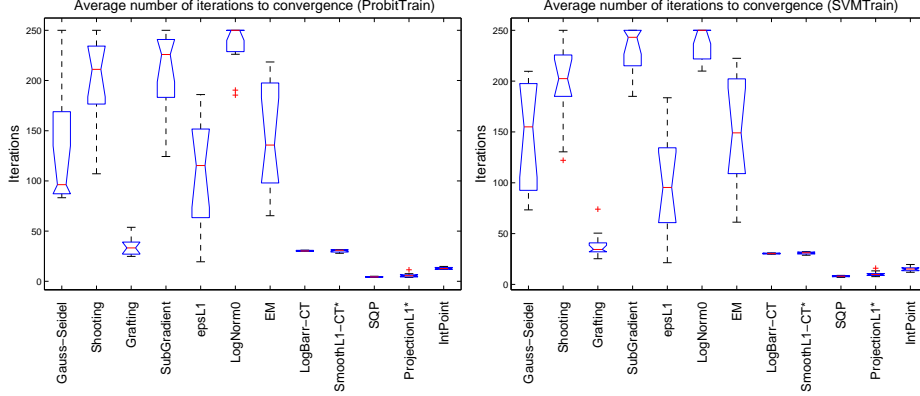 Average number of iterations to convergence (ProbitTrain)
250
200
150
100
50
0
Iterations
Gauss-Seidel
Shooting
Grafting
SubGradient
epsL1
LogNorm0
EM
LogBarr-CT
SmoothL1-CT*
SQP
ProjectionL1*
IntPoint
Average number of iterations to convergence (SVMTrain)
250
200
150
100
50
0
Iterations
Gauss-Seidel
Shooting
Grafting
SubGradient
epsL1
LogNorm0
EM
LogBarr-CT
SmoothL1-CT*
SQP
ProjectionL1*
IntPoint